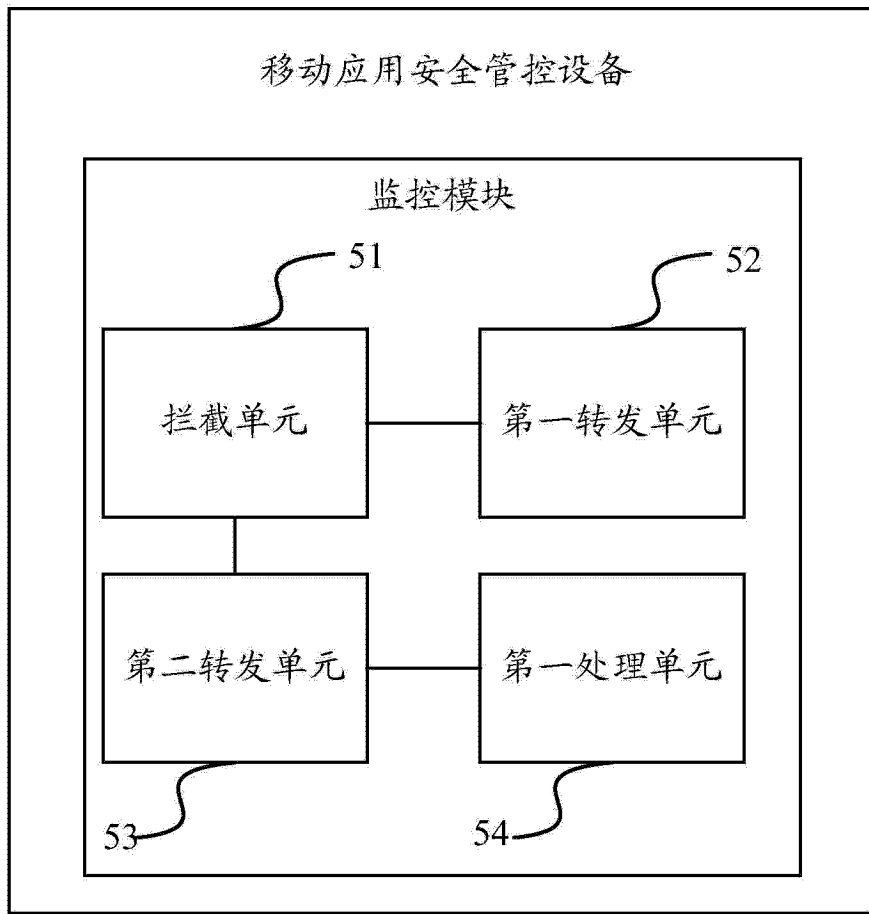 移动应用安全管控设备
监控模块
51
52
拦截单元
第一转发单元
第二转发单元
第一处理单元
53
54